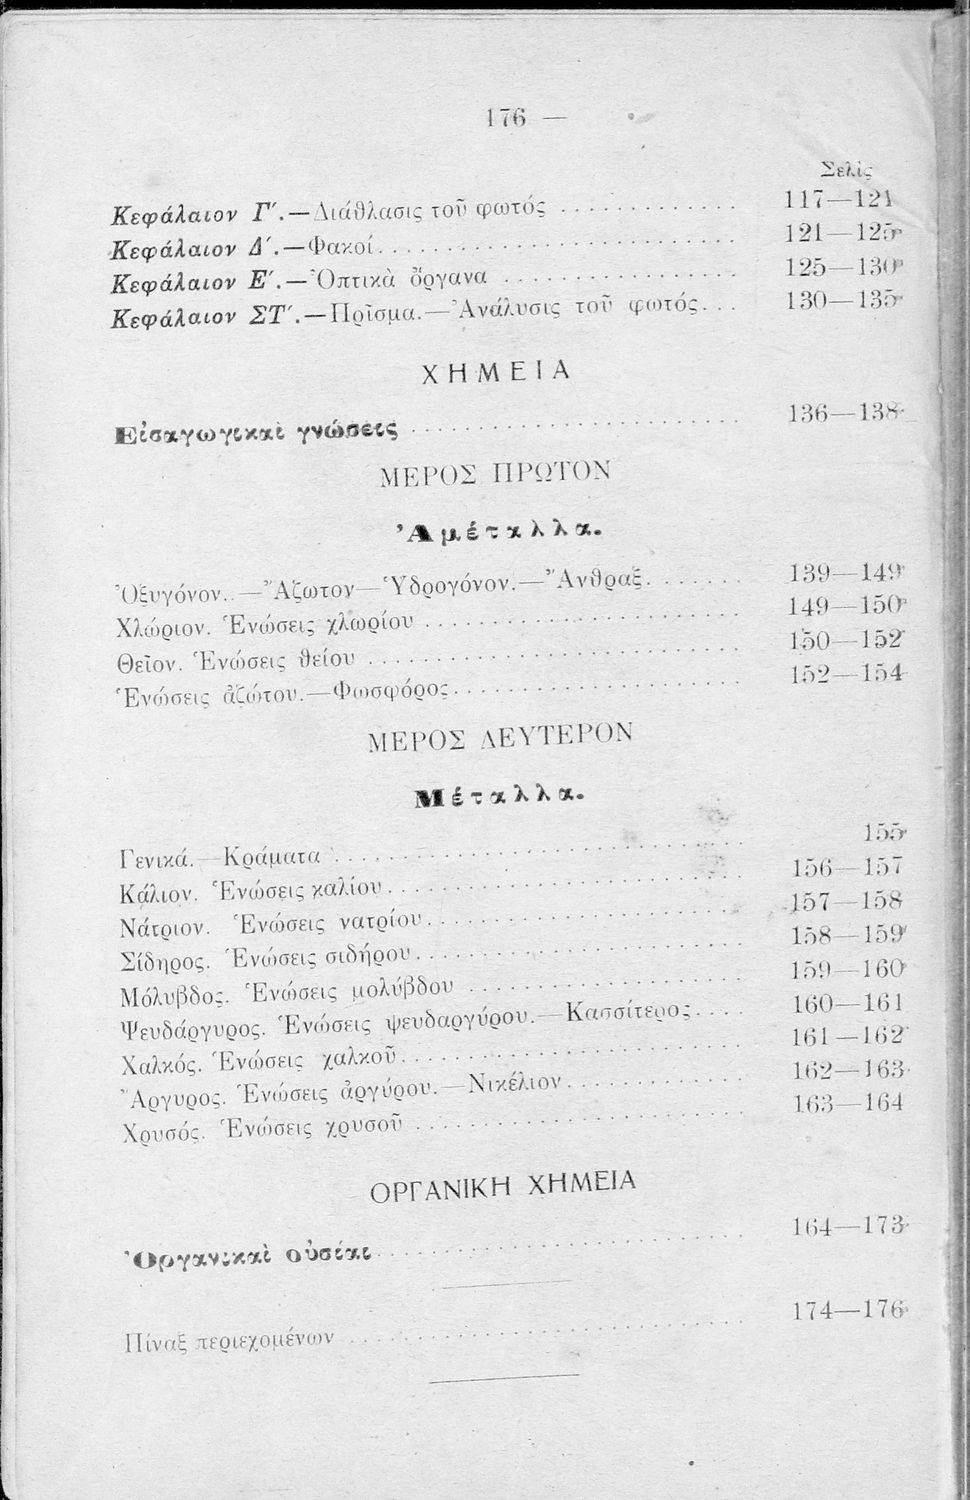 176 —
Σελὶς
Κεφάλαιον Γ′.—Διάθλασις τοῦ φωτός . . . . . . . . . . . . 117—121
Κεφάλαιον Δ′.—Φακοί. . . . . . . . . . . . . . . . . . . . 121—125
Κεφάλαιον Ε′.—Ὀπτικὰ ὄργανα . . . . . . . . . . . . . . 125—130
Κεφάλαιον ΣΤ′.—Πρῖσμα.—Ἀνάλυσις τοῦ φωτός. . . 130—135
ΧΗΜΕΙΑ
Εἰσαγωγικαὶ γνώσεις . . . . . . . . . . . . . . . . . . 136—138
ΜΕΡΟΣ ΠΡΩΤΟΝ
Ἀμέταλλα.
Ὀξυγόνον.—Ἄζωτον—Ὑδρογόνον.—Ἄνθραξ. . . . . . . 139—149
Χλώριον. Ἑνώσεις χλωρίου . . . . . . . . . . . . . . . . . 149—150
Θεῖον. Ἑνώσεις θείου . . . . . . . . . . . . . . . . . . . . 150—152
Ἑνώσεις ἀζώτου.—Φωσφόρος . . . . . . . . . . . . . . . 152—154
ΜΕΡΟΣ ΔΕΥΤΕΡΟΝ
Μέταλλα.
Γενικά.—Κράματα . . . . . . . . . . . . . . . . . . . . . . 155
Κάλιον. Ἑνώσεις καλίου . . . . . . . . . . . . . . . . . . . 156—157
Νάτριον. Ἑνώσεις νατρίου. . . . . . . . . . . . . . . . . . 157—158
Σίδηρος. Ἑνώσεις σιδήρου . . . . . . . . . . . . . . . . . . 158—159
Μόλυβδος. Ἑνώσεις μολύβδου . . . . . . . . . . . . . . . 159—160
Ψευδάργυρος. Ἑνώσεις ψευδαργύρου.—Κασσίτερος. . . . 160—161
Χαλκός. Ἑνώσεις χαλκοῦ . . . . . . . . . . . . . . . . . . 161—162
Ἄργυρος. Ἑνώσεις ἀργύρου.—Νικέλιον. . . . . . . . . . 162—163
Χρυσός. Ἑνώσεις χρυσοῦ . . . . . . . . . . . . . . . . . . 163—164
ΟΡΓΑΝΙΚΗ ΧΗΜΕΙΑ
Ὀργανικαὶ οὐσίαι . . . . . . . . . . . . . . . . . . . . 164—173
Πίναξ περιεχομένων . . . . . . . . . . . . . . . . . . . . . 174—176